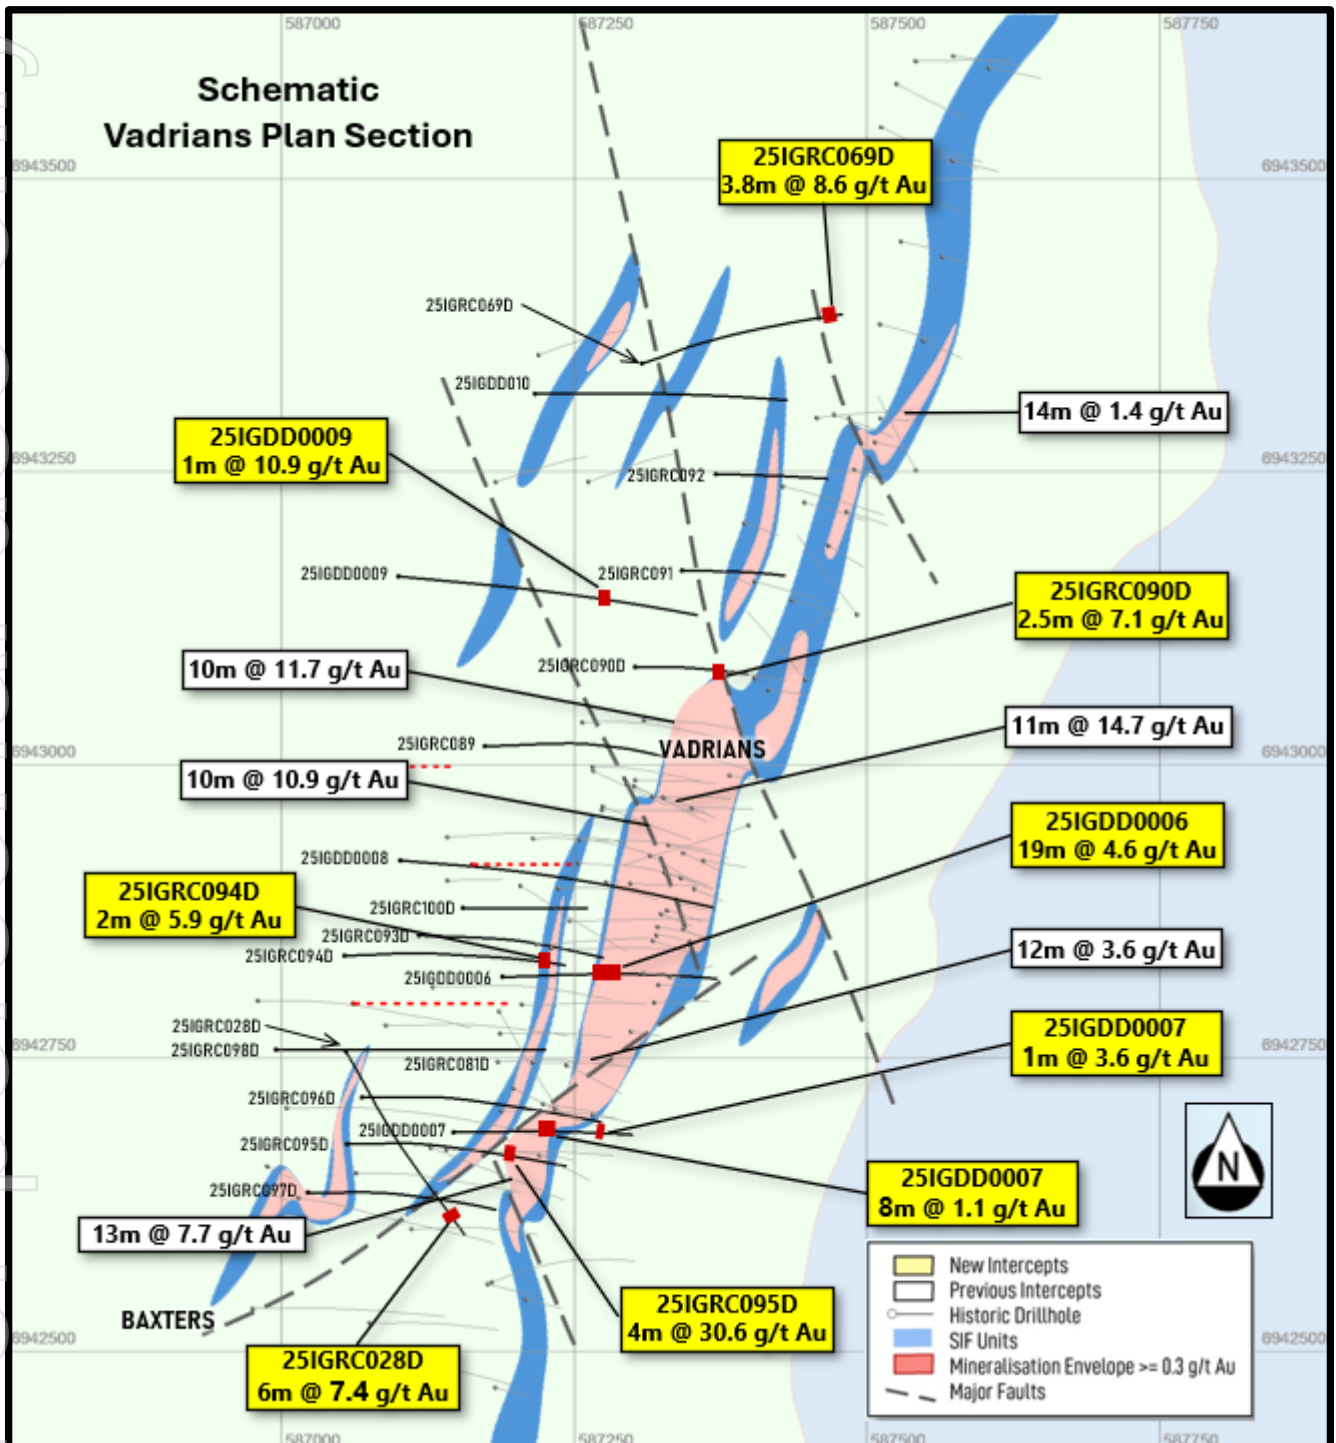 587000
587250
587500
587750
Schematic
Vadrians Plan Section
6943500
6943500
25IGRC069D
3.8m @ 8.6 g/t Au
25IGRC069D
25IGDD010
14m @ 1.4 g/t Au
25IGDD0009
1m @ 10.9 g/t Au
6943250
6943250
25IGRC092
25IGDD0009
25IGRC091
25IGRC090D
2.5m @ 7.1 g/t Au
10m @ 11.7 g/t Au
25IGRC090D
11m @ 14.7 g/t Au
25IGRC089
VADRIANS
6943000
6943000
10m @ 10.9 g/t Au
25IGDD0006
19m @ 4.6 g/t Au
25IGDD0008
25IGRC094D
2m @ 5.9 g/t Au
25IGRC100D
25IGRC093D
25IGRC094D
12m @ 3.6 g/t Au
25IGDD0006
25IGRC028D
25IGRC098D
25IGDD0007
1m @ 3.6 g/t Au
6942750
6942750
25IGRC081D
25IGRC096D
25IGDD0007
25IGRC095D
N
25IGRC097D
25IGDD0007
8m @ 1.1 g/t Au
13m @ 7.7 g/t Au
New Intercepts
Previous Intercepts
Historic Drillhole
SIF Units
Mineralisation Envelope >= 0.3 g/t Au
Major Faults
BAXTERS
25IGRC095D
4m @ 30.6 g/t Au
6942500
6942500
25IGRC028D
6m @ 7.4 g/t Au
587000
587250
587500
587750